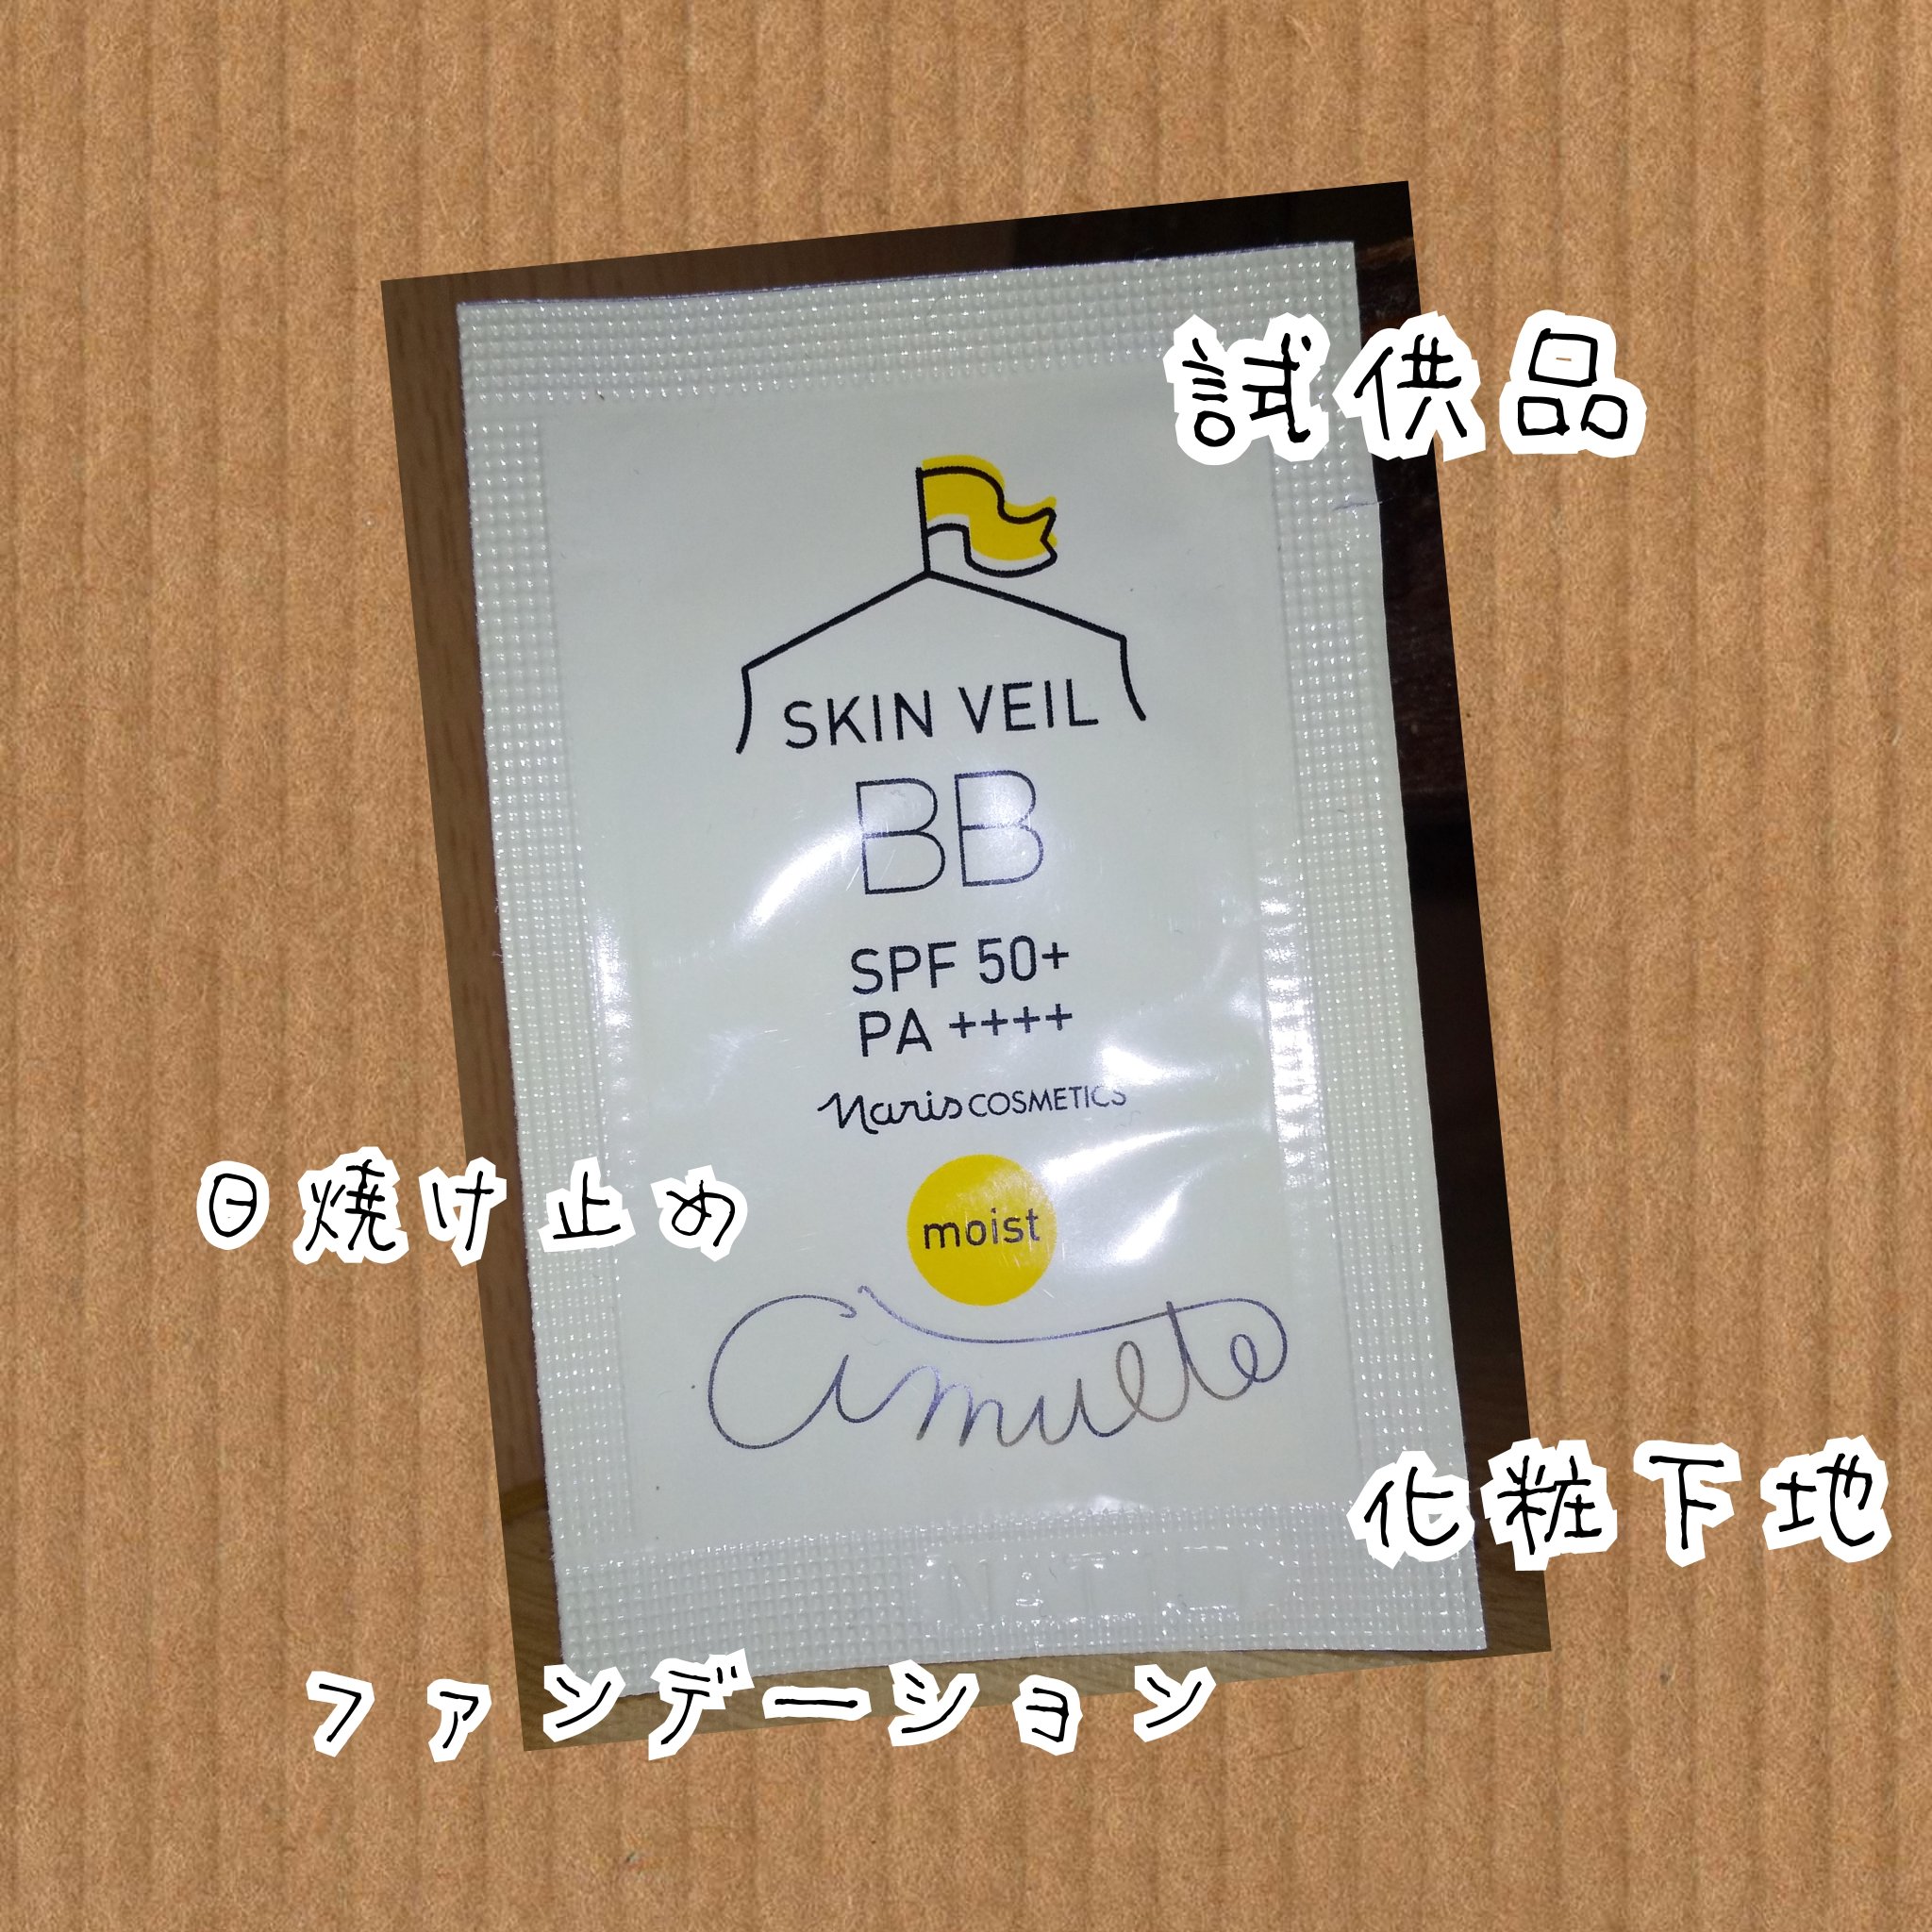 試供品
SKIN VEIL
BB
SPF 50+
PA ++++
Naris COSMETICS
moist
日焼け止め
化粧下地
ファンデーション